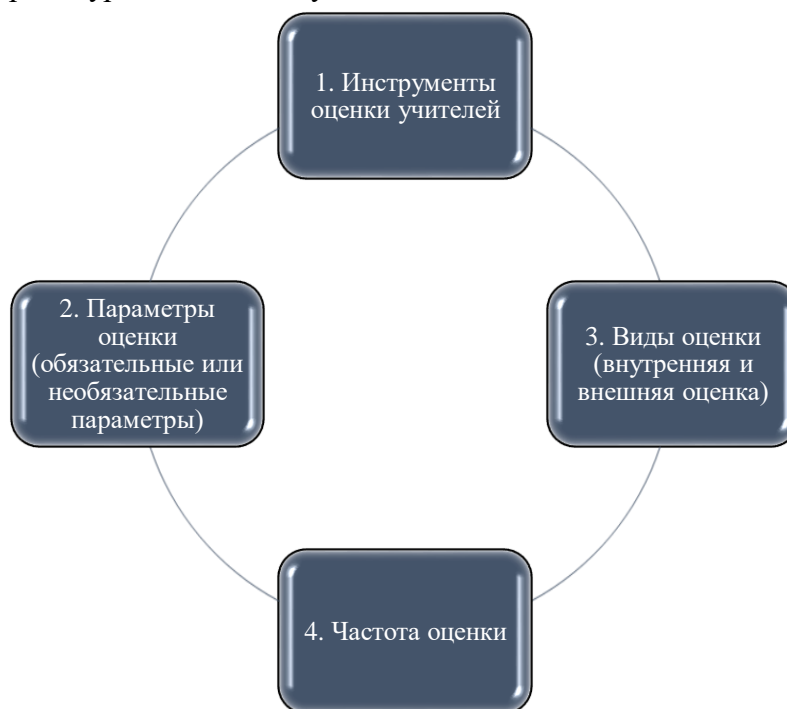 1. Инструменты
оценки учителей
2. Параметры
оценки
(обязательные или
необязательные
параметры)
3. Виды оценки
(внутренняя и
внешняя оценка)
4. Частота оценки